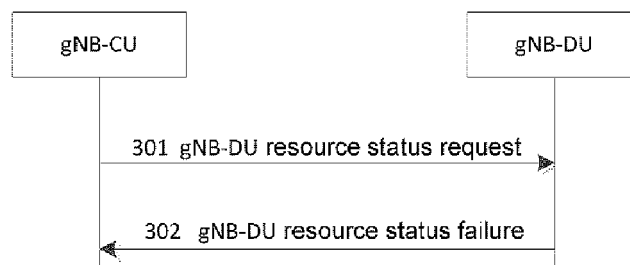 gNB-CU
gNB-DU
301 gNB-DU resource status request
302 gNB-DU resource status failure